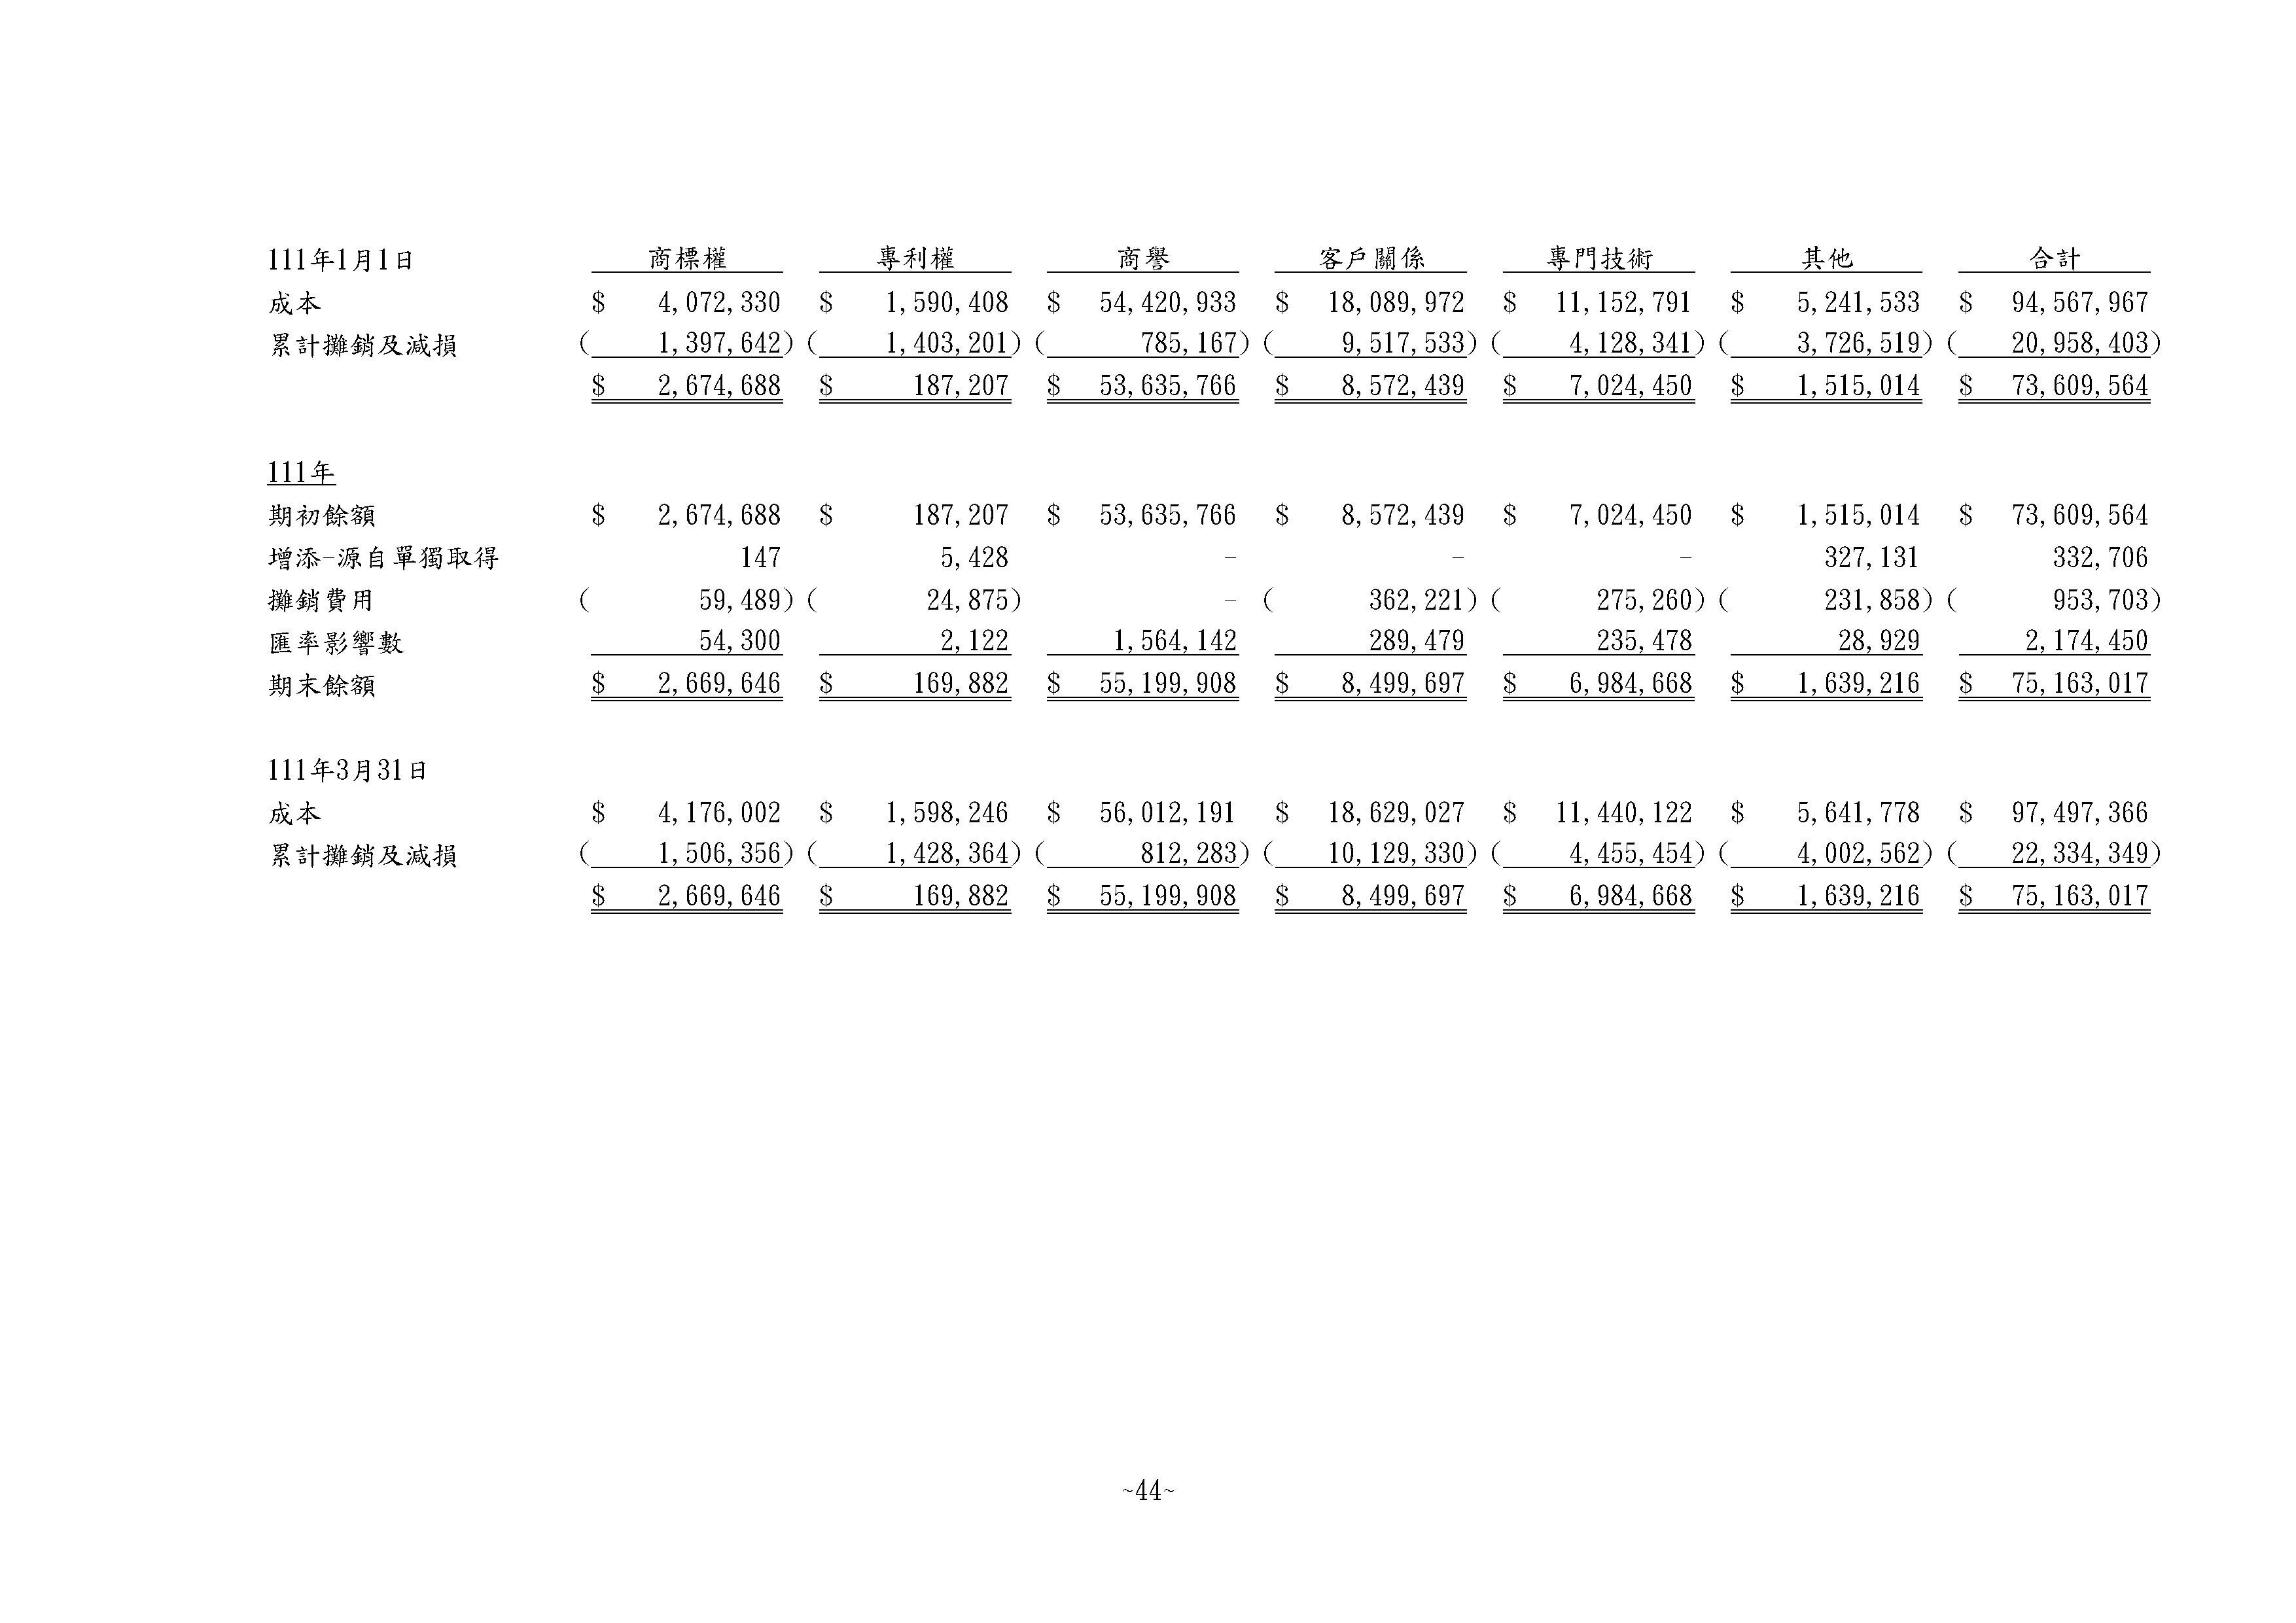 111年1月1日 商標權 專利權 商譽 客戶關係 專門技術 其他 合計
成本 $ 4,072,330 $ 1,590,408 $ 54,420,933 $ 18,089,972 $ 11,152,791 $ 5,241,533 $ 94,567,967
累計攤銷及減損 ( 1,397,642) ( 1,403,201) ( 785,167) ( 9,517,533) ( 4,128,341) ( 3,726,519) ( 20,958,403)
$ 2,674,688 $ 187,207 $ 53,635,766 $ 8,572,439 $ 7,024,450 $ 1,515,014 $ 73,609,564
111年
期初餘額 $ 2,674,688 $ 187,207 $ 53,635,766 $ 8,572,439 $ 7,024,450 $ 1,515,014 $ 73,609,564
增添-源自單獨取得 147 5,428 - - - 327,131 332,706
攤銷費用 ( 59,489) ( 24,875) - ( 362,221) ( 275,260) ( 231,858) ( 953,703)
匯率影響數 54,300 2,122 1,564,142 289,479 235,478 28,929 2,174,450
期末餘額 $ 2,669,646 $ 169,882 $ 55,199,908 $ 8,499,697 $ 6,984,668 $ 1,639,216 $ 75,163,017
111年3月31日
成本 $ 4,176,002 $ 1,598,246 $ 56,012,191 $ 18,629,027 $ 11,440,122 $ 5,641,778 $ 97,497,366
累計攤銷及減損 ( 1,506,356) ( 1,428,364) ( 812,283) ( 10,129,330) ( 4,455,454) ( 4,002,562) ( 22,334,349)
$ 2,669,646 $ 169,882 $ 55,199,908 $ 8,499,697 $ 6,984,668 $ 1,639,216 $ 75,163,017
~44~